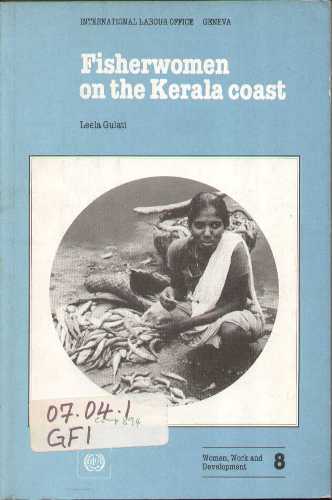 INTERNATIONAL LABOUR OFFICE GENEVA
Fisherwomen
on the Kerala coast
Leela Gulati
07.04.1
GFI
Women, Work and
Development 8